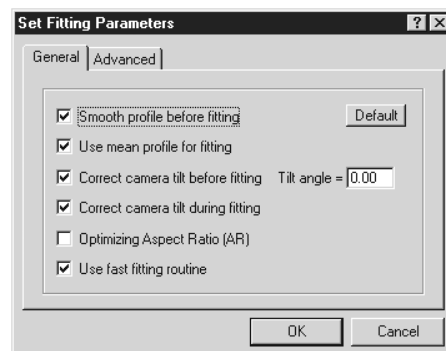 Set Fitting Parameters ? X
General Advanced
Smooth profile before fitting Default
Use mean profile for fitting
Correct camera tilt before fitting Tilt angle = 0.00
Correct camera tilt during fitting
Optimizing Aspect Ratio (AR)
Use fast fitting routine
OK Cancel